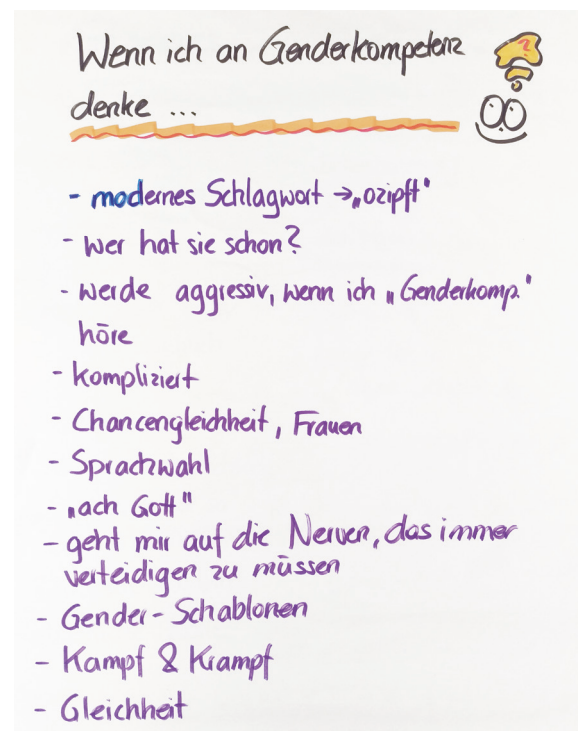 Wenn ich an Genderkompetenz
denke ...
?
- modernes Schlagwort → „ozipft"
- Wer hat sie schon?
- werde aggressiv, wenn ich „Genderkomp."
höre
- kompliziert
- Chancengleichheit, Frauen
- Sprachwahl
- „ach Gott"
- geht mir auf die Nerven, das immer
verteidigen zu müssen
- Gender-Schablonen
- Kampf & Krampf
- Gleichheit